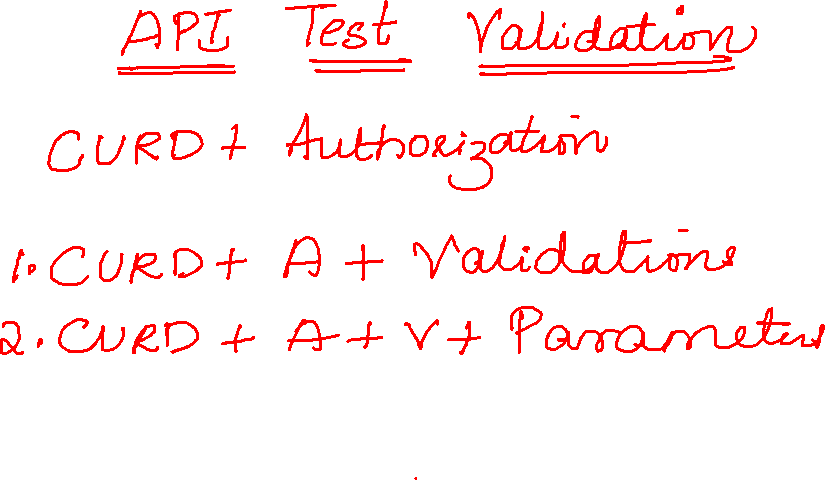 API Test Validation
CURD + Authorization
1. CURD + A + Validations
2. CURD + A + V + Parameters